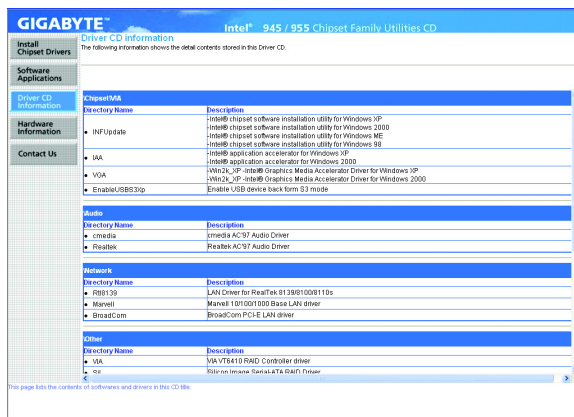 GIGABYTE™
Intel® 945 / 955 Chipset Family Utilities CD
Install
Chipset Drivers
Software
Applications
Driver CD
Information
Hardware
Information
Contact Us
Driver CD information
The following information shows the detail contents stored in this Driver CD.
\Chipset\VIA
Directory Name Description
• INFUpdate
-Intel® chipset software installation utility for Windows XP
-Intel® chipset software installation utility for Windows 2000
-Intel® chipset software installation utility for Windows ME
-Intel® chipset software installation utility for Windows 98
• IAA
-Intel® application accelerator for Windows XP
-Intel® application accelerator for Windows 2000
• VGA
-Win2k_XP -Intel® Graphics Media Accelerator Driver for Windows XP
-Win2k_XP -Intel® Graphics Media Accelerator Driver for Windows 2000
• EnableUSBS3Xp Enable USB device back form S3 mode
\Audio
Directory Name Description
• cmedia cmedia AC'97 Audio Driver
• Realtek Realtek AC'97 Audio Driver
\Network
Directory Name Description
• Rtl8139 LAN Driver for RealTek 8139/8100/8110s
• Marvell Marvell 10/100/1000 Base LAN driver
• BroadCom BroadCom PCI-E LAN driver
\Other
Directory Name Description
• VIA VIA VT6410 RAID Controller driver
• SIL Silicon Image Serial-ATA RAID Driver
This page lists the contents of softwares and drivers in this CD title.